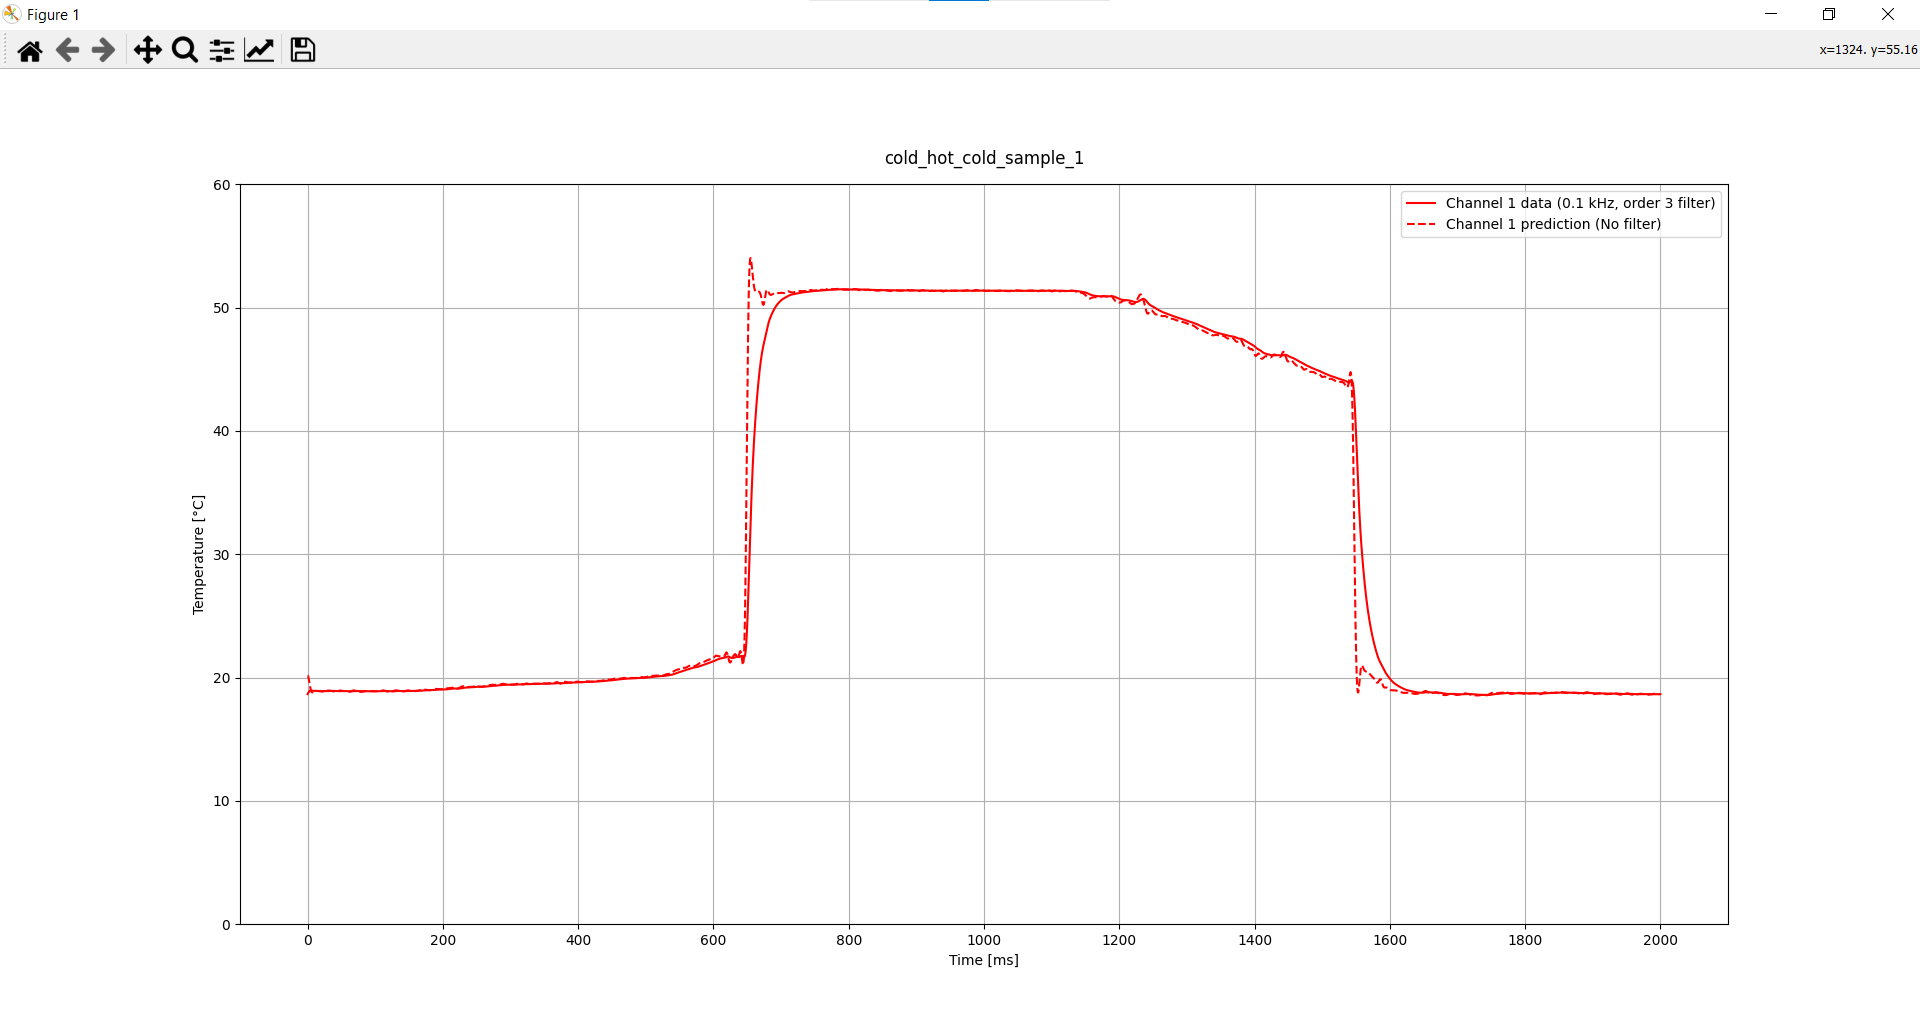 Figure 1
x=1324. y=55.16
cold_hot_cold_sample_1
Channel 1 data (0.1 kHz, order 3 filter)
Channel 1 prediction (No filter)
60
50
40
30
20
10
0
Temperature [°C]
0 200 400 600 800 1000 1200 1400 1600 1800 2000
Time [ms]